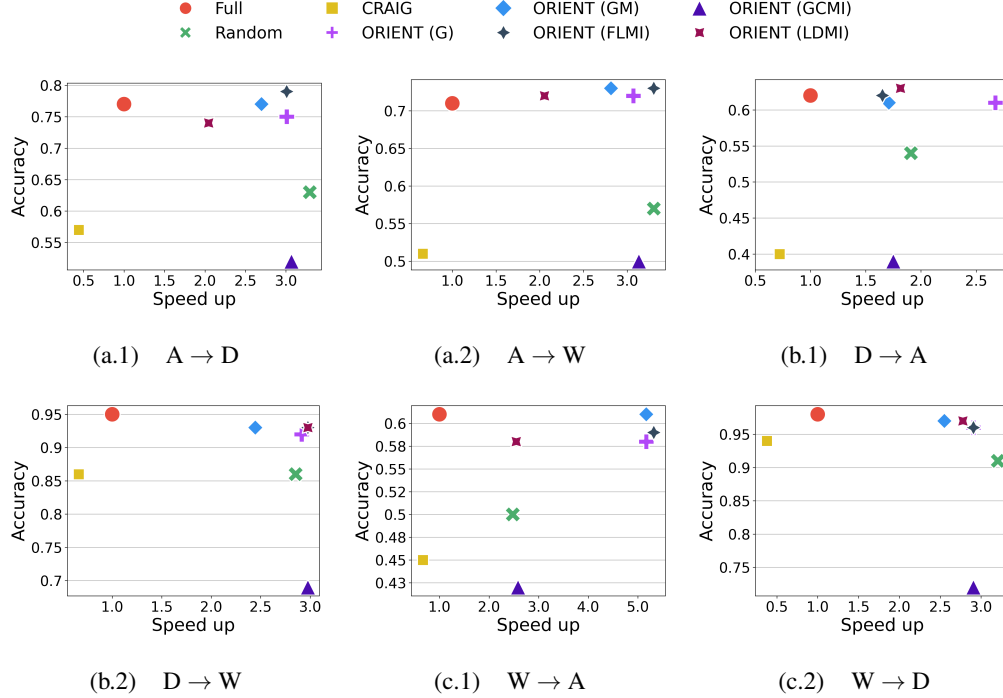 Full
CRAIG
ORIENT (GM)
ORIENT (GCMI)
Random
ORIENT (G)
ORIENT (FLMI)
ORIENT (LDMI)
0.8
0.75
0.7
0.65
0.6
0.55
Accuracy
0.5 1.0 1.5 2.0 2.5 3.0
Speed up
(a.1) A → D
0.7
0.6
0.5
Accuracy
1.0 1.5 2.0 2.5 3.0
Speed up
(a.2) A → W
0.6
0.55
0.5
0.45
0.4
Accuracy
0.5 1.0 1.5 2.0 2.5
Speed up
(b.1) D → A
0.95
0.9
0.85
0.8
0.75
0.7
Accuracy
1.0 1.5 2.0 2.5 3.0
Speed up
(b.2) D → W
0.6
0.58
0.55
0.52
0.5
0.48
0.45
0.43
Accuracy
1.0 2.0 3.0 4.0 5.0
Speed up
(c.1) W → A
0.95
0.9
0.85
0.8
0.75
Accuracy
0.5 1.0 1.5 2.0 2.5 3.0
Speed up
(c.2) W → D